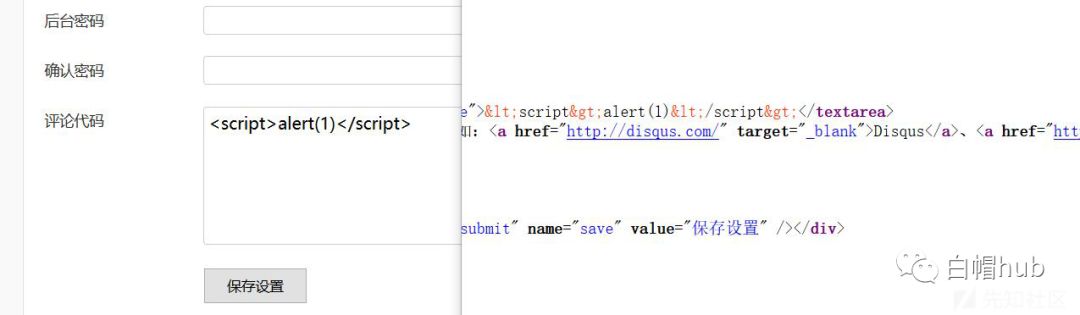 后台密码
确认密码
评论代码
<script>alert(1)</script>
保存设置
e">&lt;script&gt;alert(1)&lt;/script&gt;</textarea>
如：<a href="http://disqus.com/" target="_blank">Disqus</a>、<a href="htt
submit" name="save" value="保存设置" /></div>
白帽hub
先知社区